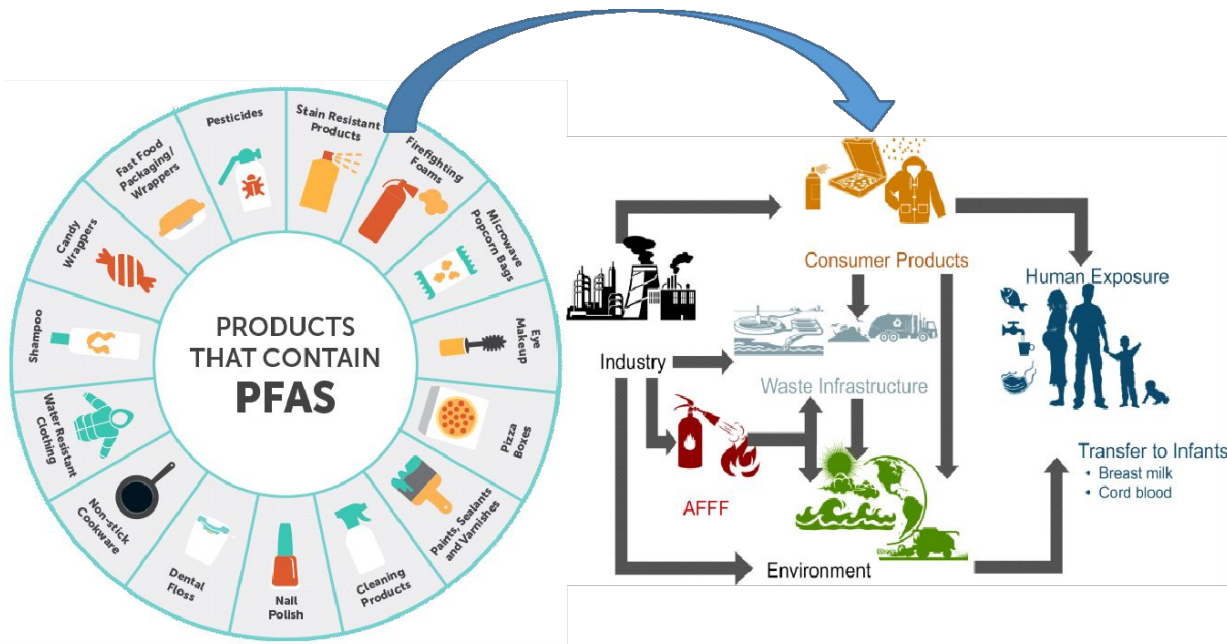 Pesticides
Stain Resistant
Products
Firefighting
Foams
Microwave
Popcorn Bags
Eye
Makeup
Pizza
Boxes
Paints, Sealants
and Varnishes
Cleaning
Products
Nail
Polish
Dental
Floss
Non-stick
Cookware
Water Resistant
Clothing
Shampoo
Candy
Wrappers
Fast Food
Packaging/
Wrappers
PRODUCTS
THAT CONTAIN
PFAS
Consumer Products
Human Exposure
Industry
Waste Infrastructure
AFFF
Transfer to Infants
• Breast milk
• Cord blood
Environment